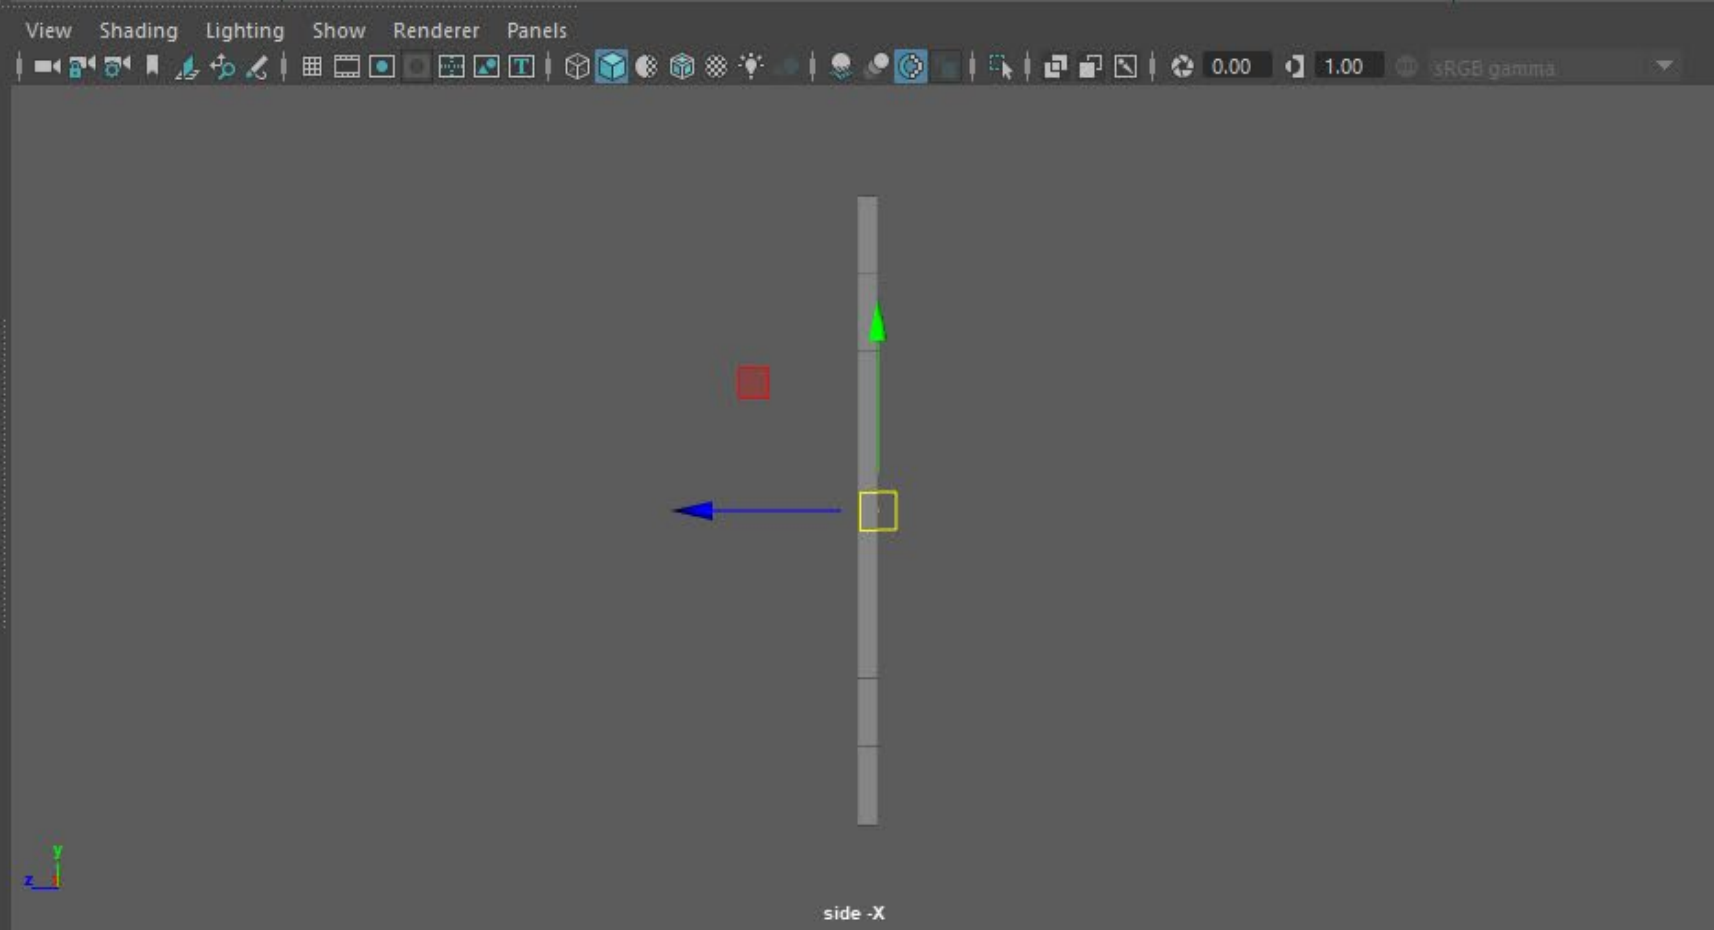 View Shading Lighting Show Renderer Panels
T 0.00 1.00 sRGB gamma
y
z
side -X